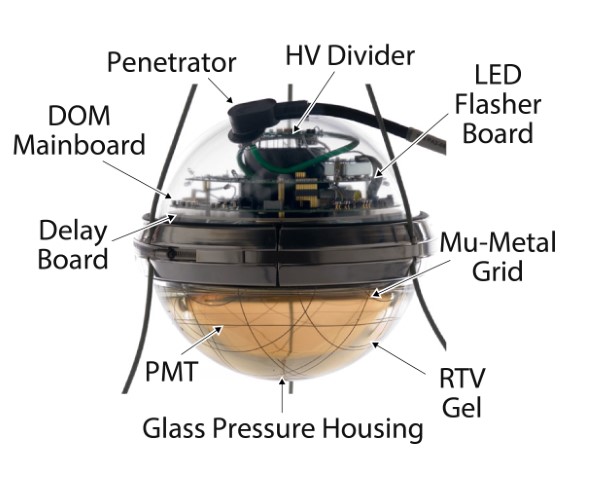 Penetrator
HV Divider
LED
Flasher
Board
DOM
Mainboard
Delay
Board
Mu-Metal
Grid
PMT
RTV
Gel
Glass Pressure Housing